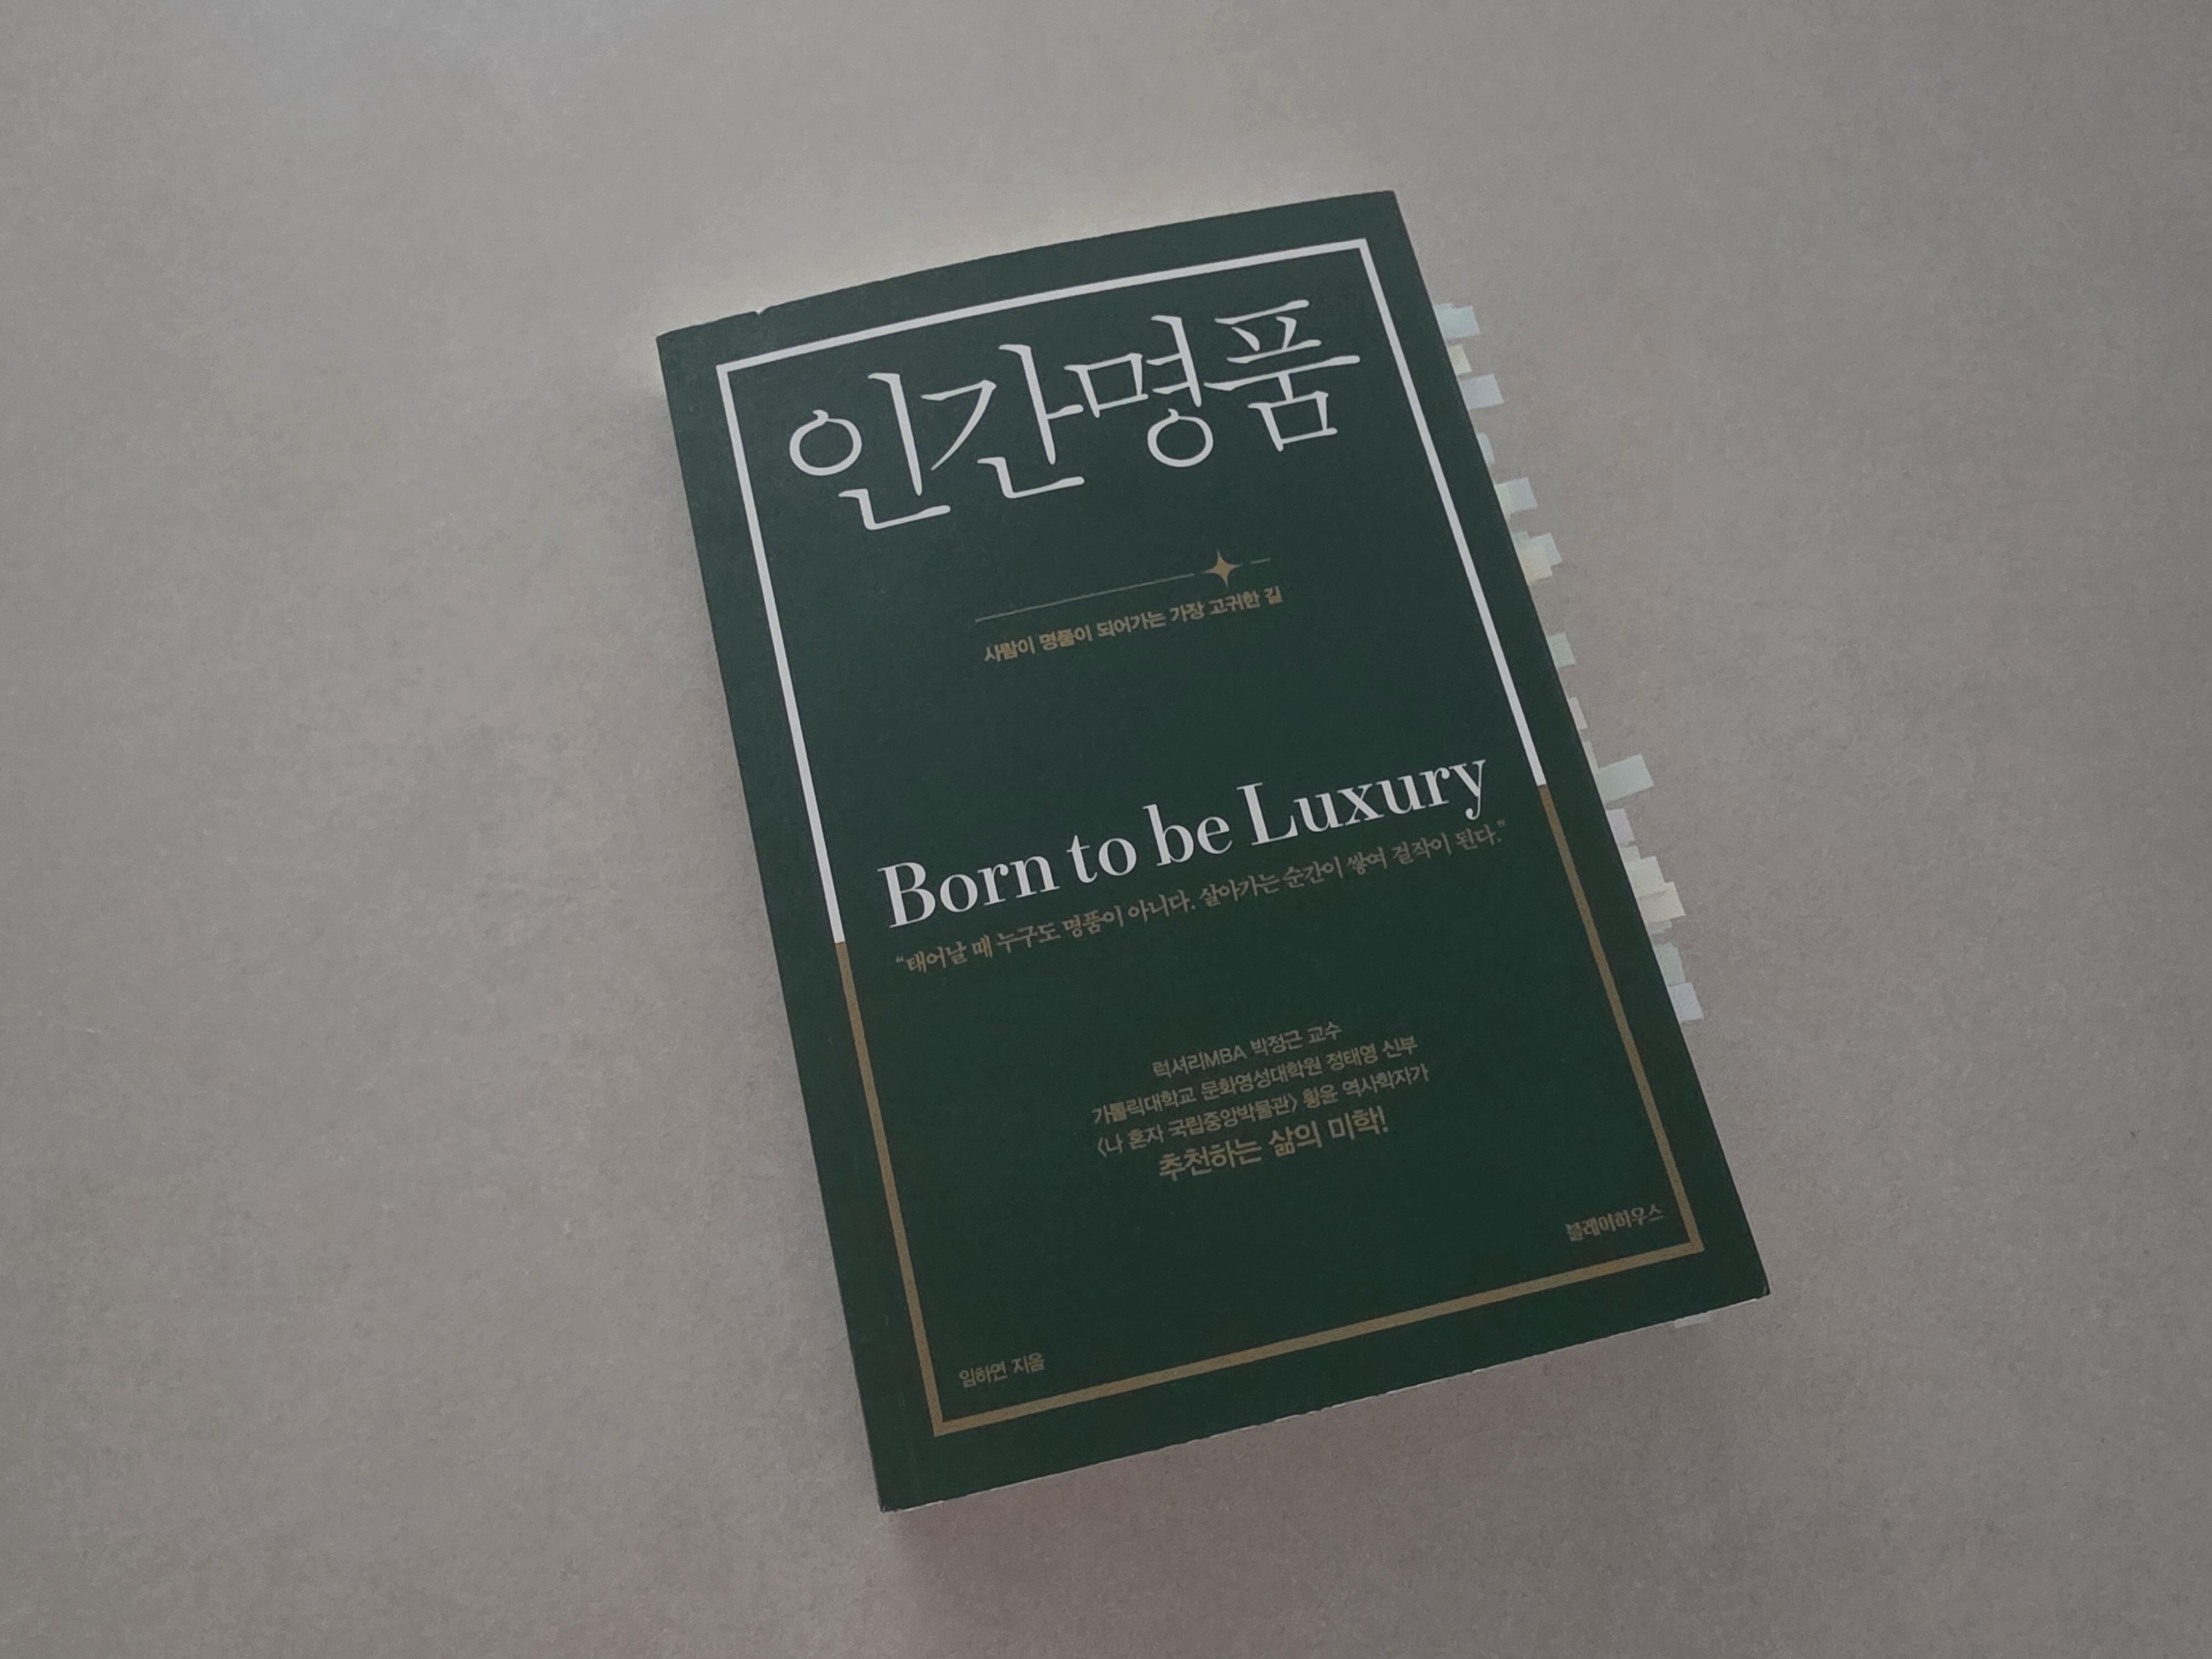 인간명품
사람이 명품이 되어가는 가장 고귀한 길
Born to be Luxury
“태어날 때 누구도 명품이 아니다. 살아가는 순간이 쌓여 걸작이 된다.”
럭셔리MBA 박정근 교수
가톨릭대학교 문화영성대학원 정태영 신부
〈나 혼자 국립중앙박물관〉 황윤 역사학자가
추천하는 삶의 미학!
블레이하우스
임하연 지음